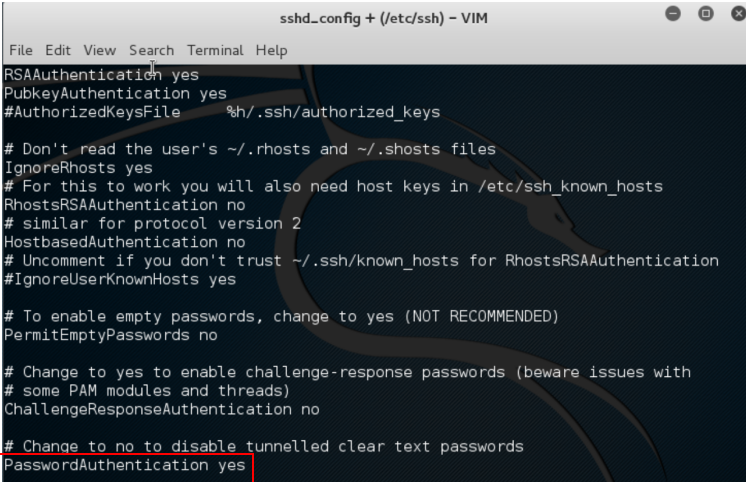 sshd_config + (/etc/ssh) – VIM
File Edit View Search Terminal Help
RSAAuthentication yes
PubkeyAuthentication yes
#AuthorizedKeysFile     %h/.ssh/authorized_keys

# Don't read the user's ~/.rhosts and ~/.shosts files
IgnoreRhosts yes
# For this to work you will also need host keys in /etc/ssh_known_hosts
RhostsRSAAuthentication no
# similar for protocol version 2
HostbasedAuthentication no
# Uncomment if you don't trust ~/.ssh/known_hosts for RhostsRSAAuthentication
#IgnoreUserKnownHosts yes

# To enable empty passwords, change to yes (NOT RECOMMENDED)
PermitEmptyPasswords no

# Change to yes to enable challenge-response passwords (beware issues with
# some PAM modules and threads)
ChallengeResponseAuthentication no

# Change to no to disable tunnelled clear text passwords
PasswordAuthentication yes